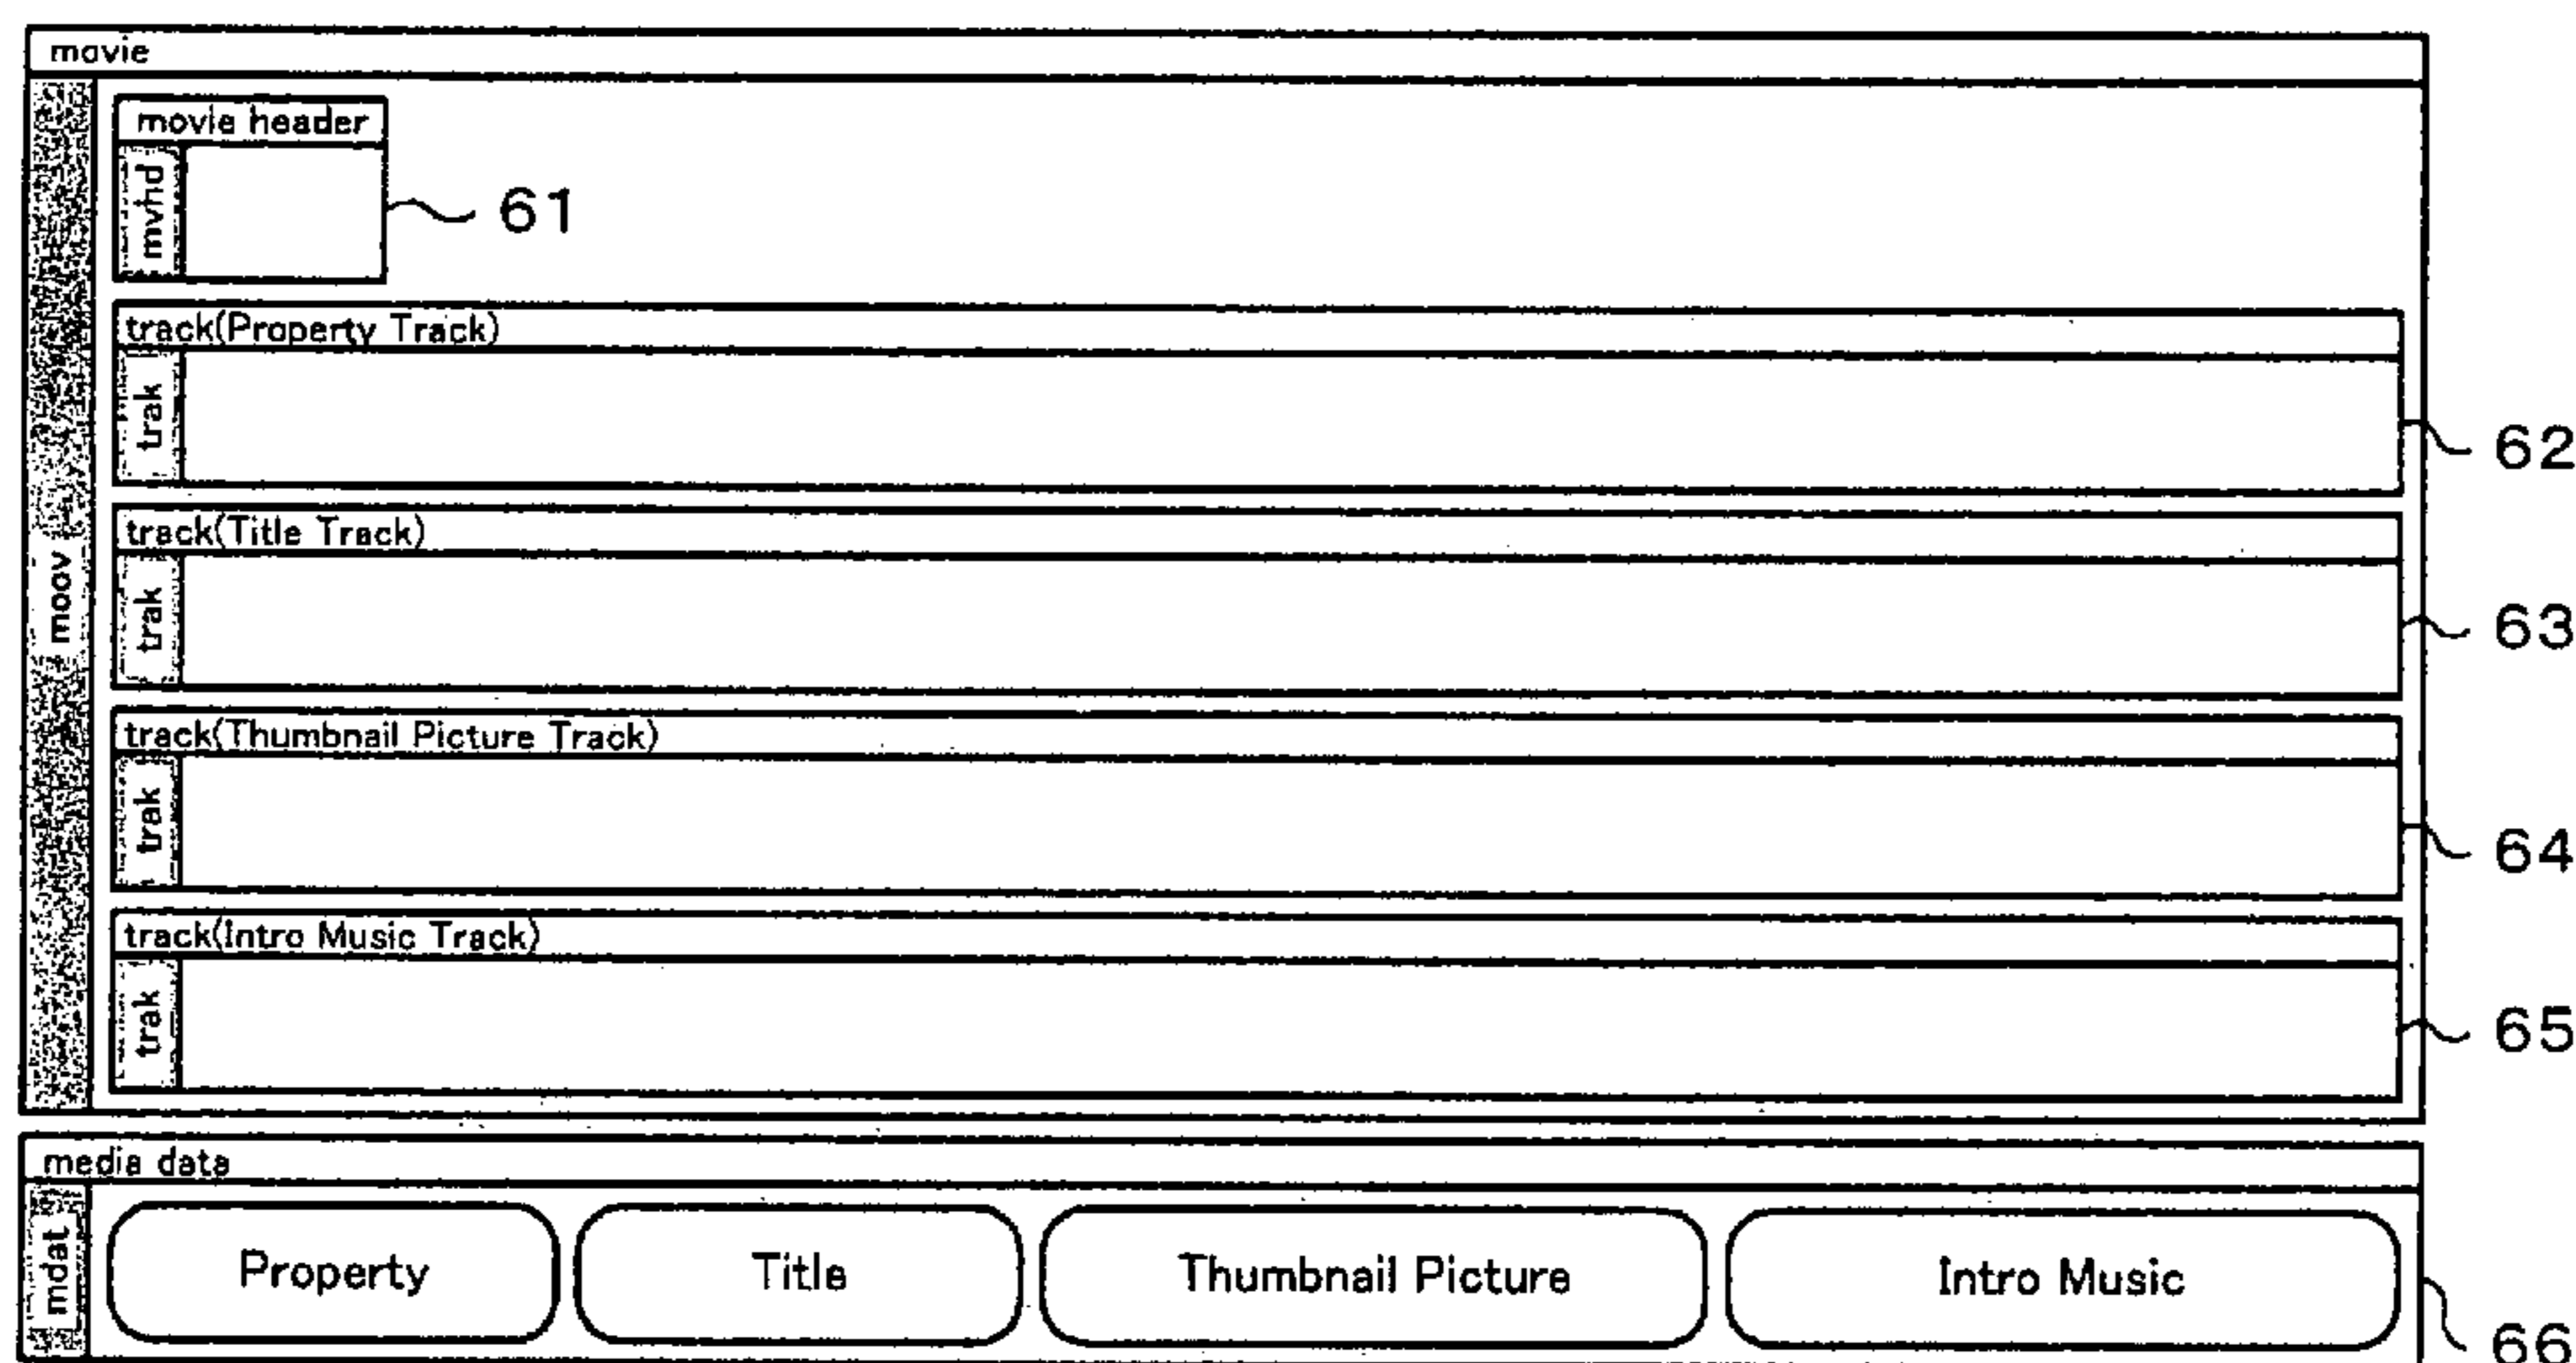 movie
movie header
mvhd
61
track(Property Track)
trak
62
track(Title Track)
trak
63
moov
track(Thumbnail Picture Track)
trak
64
track(Intro Music Track)
trak
65
media data
mdat
Property
Title
Thumbnail Picture
Intro Music
66